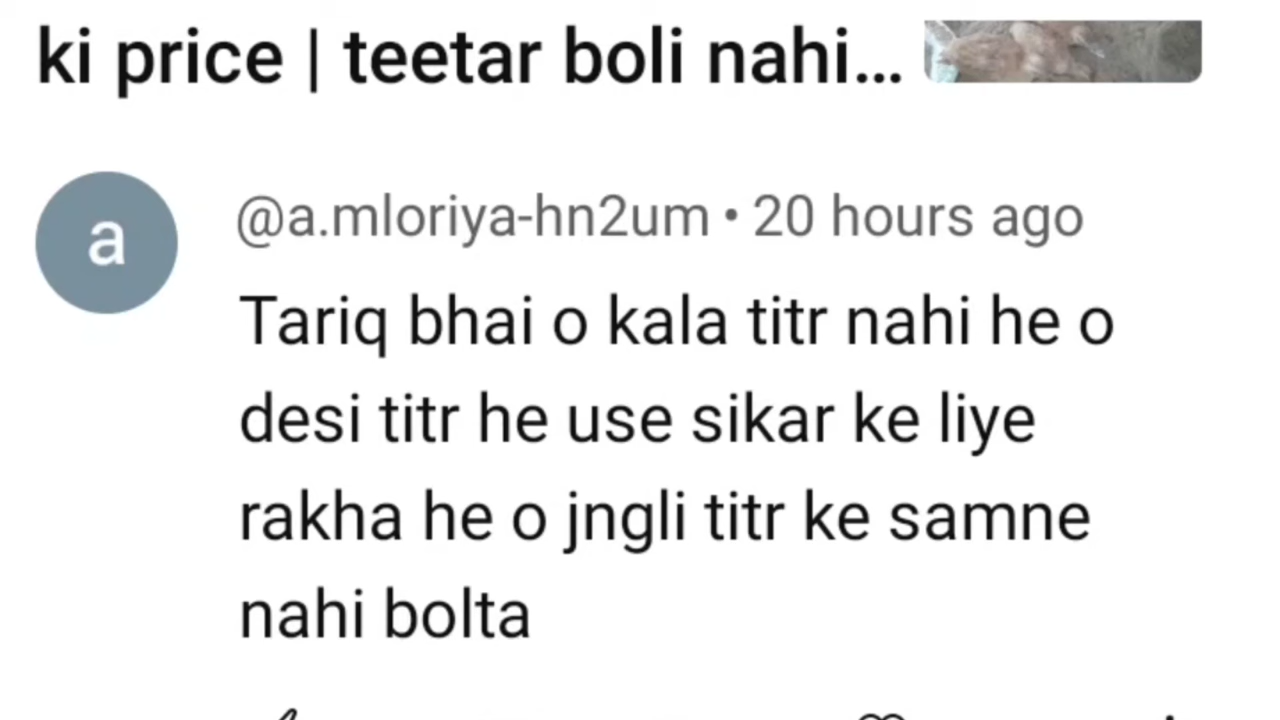 ki price | teetar boli nahi...
a
@a.mloriya-hn2um • 20 hours ago
Tariq bhai o kala titr nahi he o
desi titr he use sikar ke liye
rakha he o jngli titr ke samne
nahi bolta